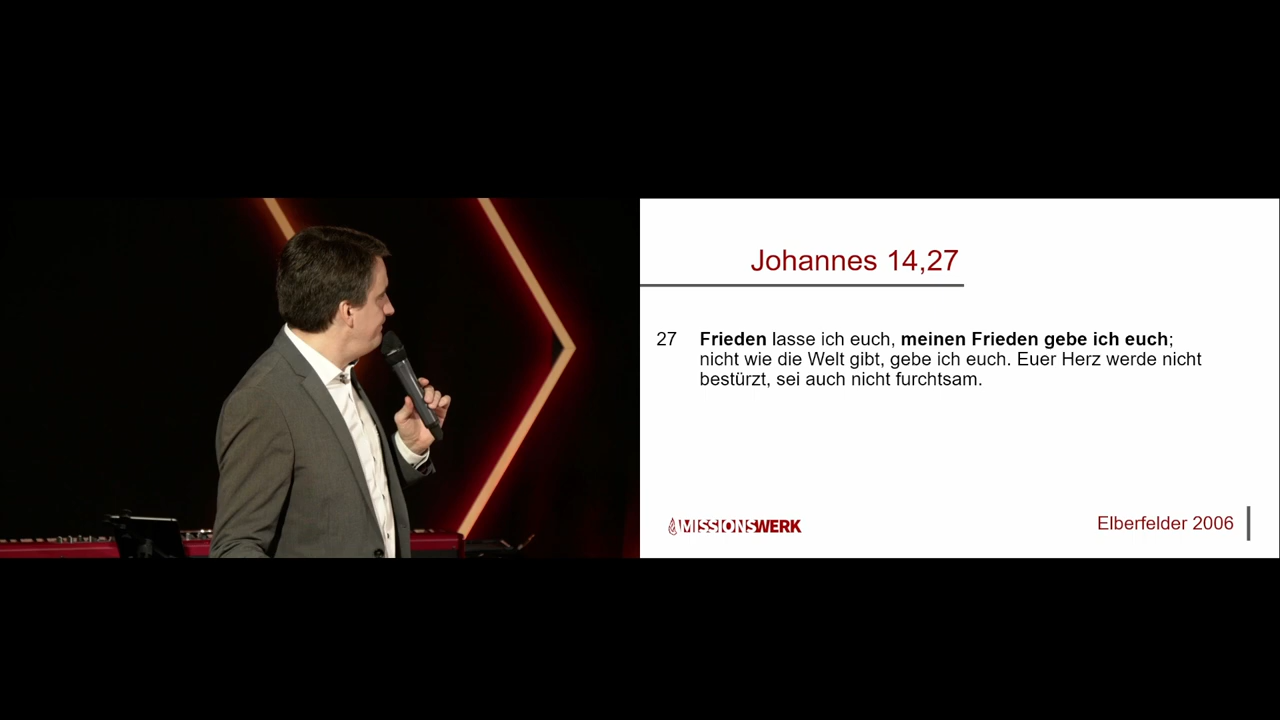 Johannes 14,27
27 Frieden lasse ich euch, meinen Frieden gebe ich euch;
nicht wie die Welt gibt, gebe ich euch. Euer Herz werde nicht
bestürzt, sei auch nicht furchtsam.
MISSIONSWERK
Elberfelder 2006